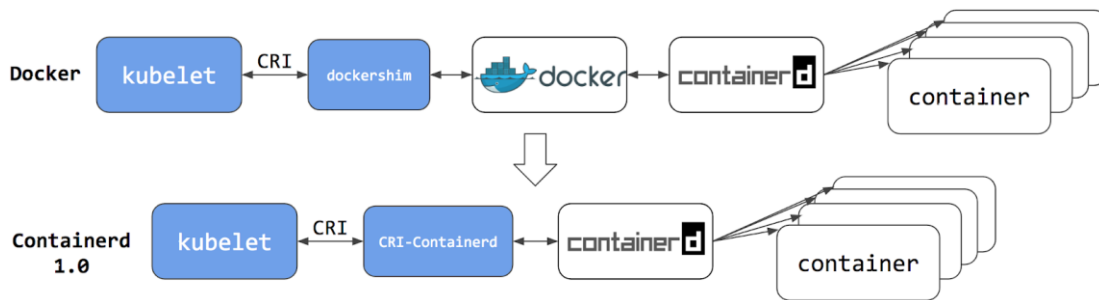 Docker
kubelet
CRI
dockershim
docker
containerd
container
Containerd
1.0
kubelet
CRI
CRI-Containerd
containerd
container